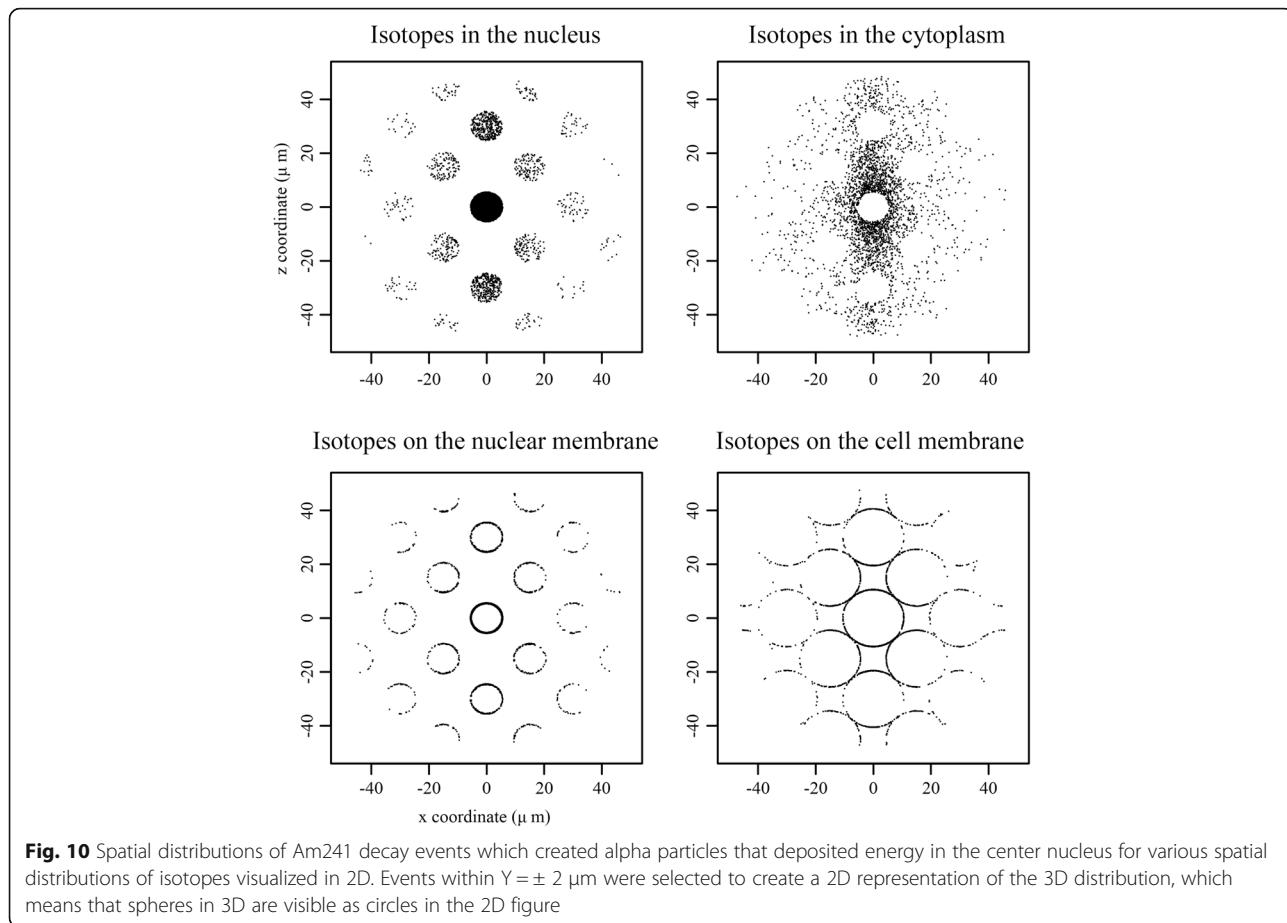 Isotopes in the nucleus
Isotopes in the cytoplasm
z coordinate (μ m)
40
20
0
-20
-40
-40 -20 0 20 40
40
20
0
-20
-40
-40 -20 0 20 40
Isotopes on the nuclear membrane
Isotopes on the cell membrane
40
20
0
-20
-40
-40 -20 0 20 40
x coordinate (μ m)
40
20
0
-20
-40
-40 -20 0 20 40
Fig. 10 Spatial distributions of Am241 decay events which created alpha particles that deposited energy in the center nucleus for various spatial
distributions of isotopes visualized in 2D. Events within Y = ± 2 μm were selected to create a 2D representation of the 3D distribution, which
means that spheres in 3D are visible as circles in the 2D figure